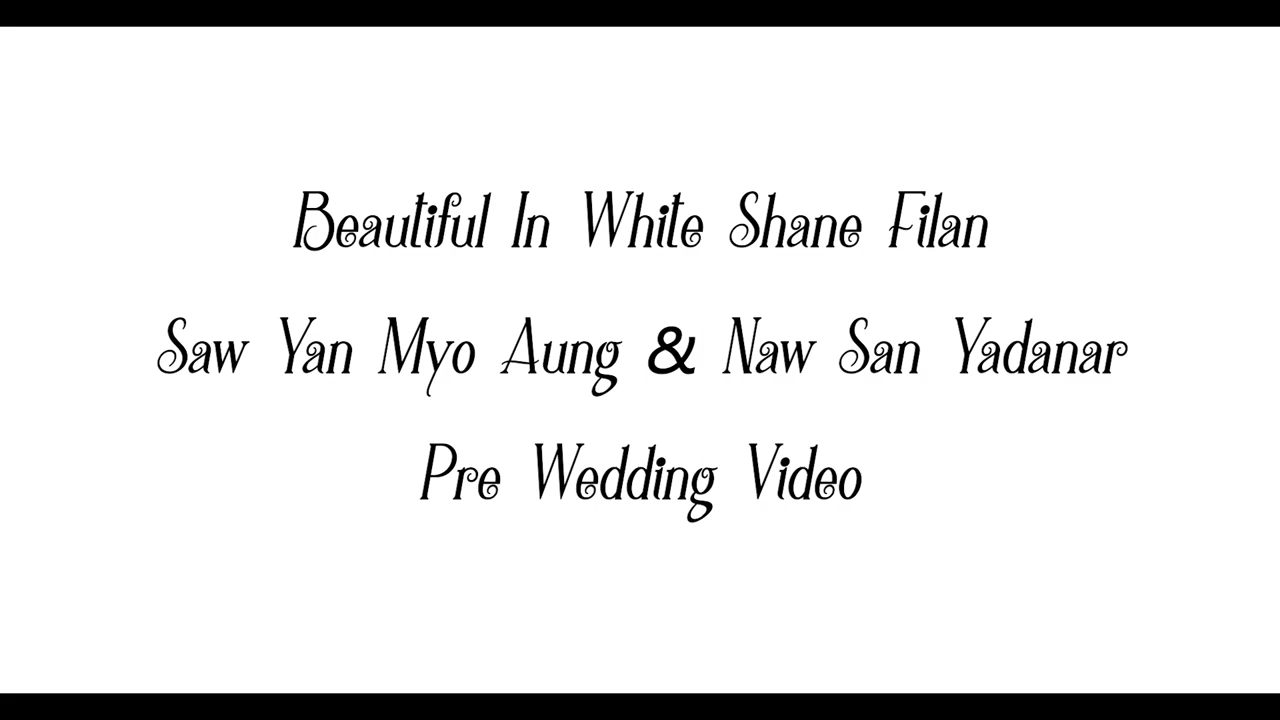 Beautiful In White Shane Filan
Saw Yan Myo Aung & Naw San Yadanar
Pre Wedding Video